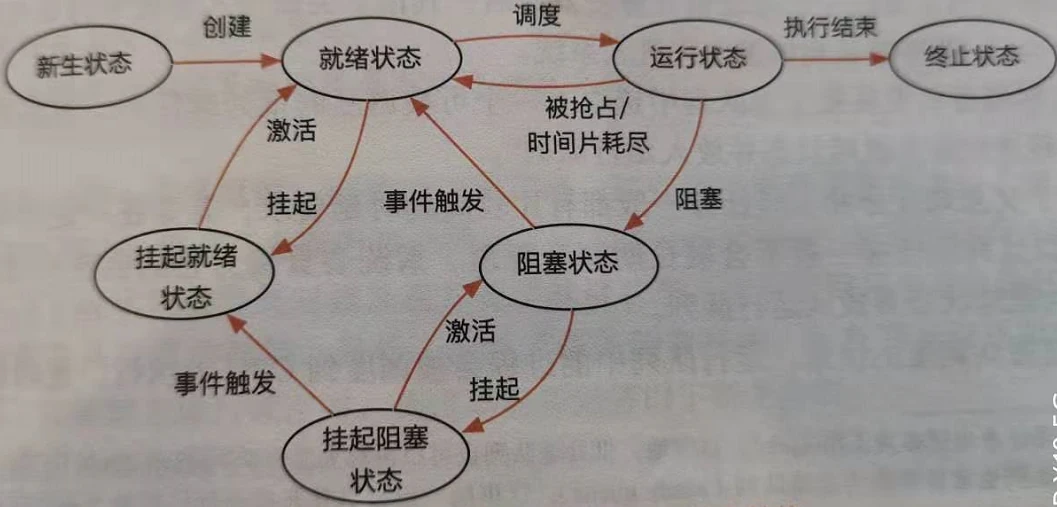 新生状态
创建
就绪状态
调度
运行状态
执行结束
终止状态
被抢占/
时间片耗尽
激活
挂起
事件触发
阻塞
挂起就绪
状态
阻塞状态
激活
挂起
事件触发
挂起阻塞
状态